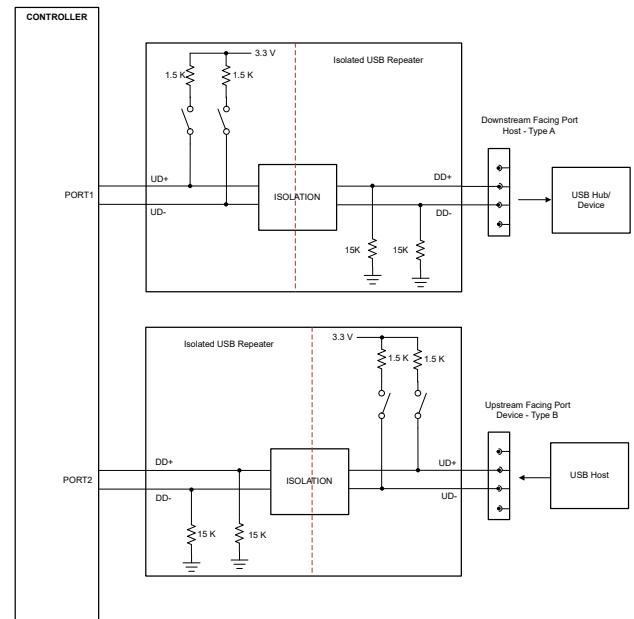 CONTROLLER
3.3 V
Isolated USB Repeater
1.5 K
1.5 K
Downstream Facing Port
Host - Type A
UD+
DD+
PORT1
ISOLATION
USB Hub/
Device
UD-
DD-
15K
15K
Isolated USB Repeater
3.3 V
1.5 K
1.5 K
Upstream Facing Port
Device - Type B
DD+
UD+
PORT2
ISOLATION
USB Host
DD-
UD-
15 K
15 K